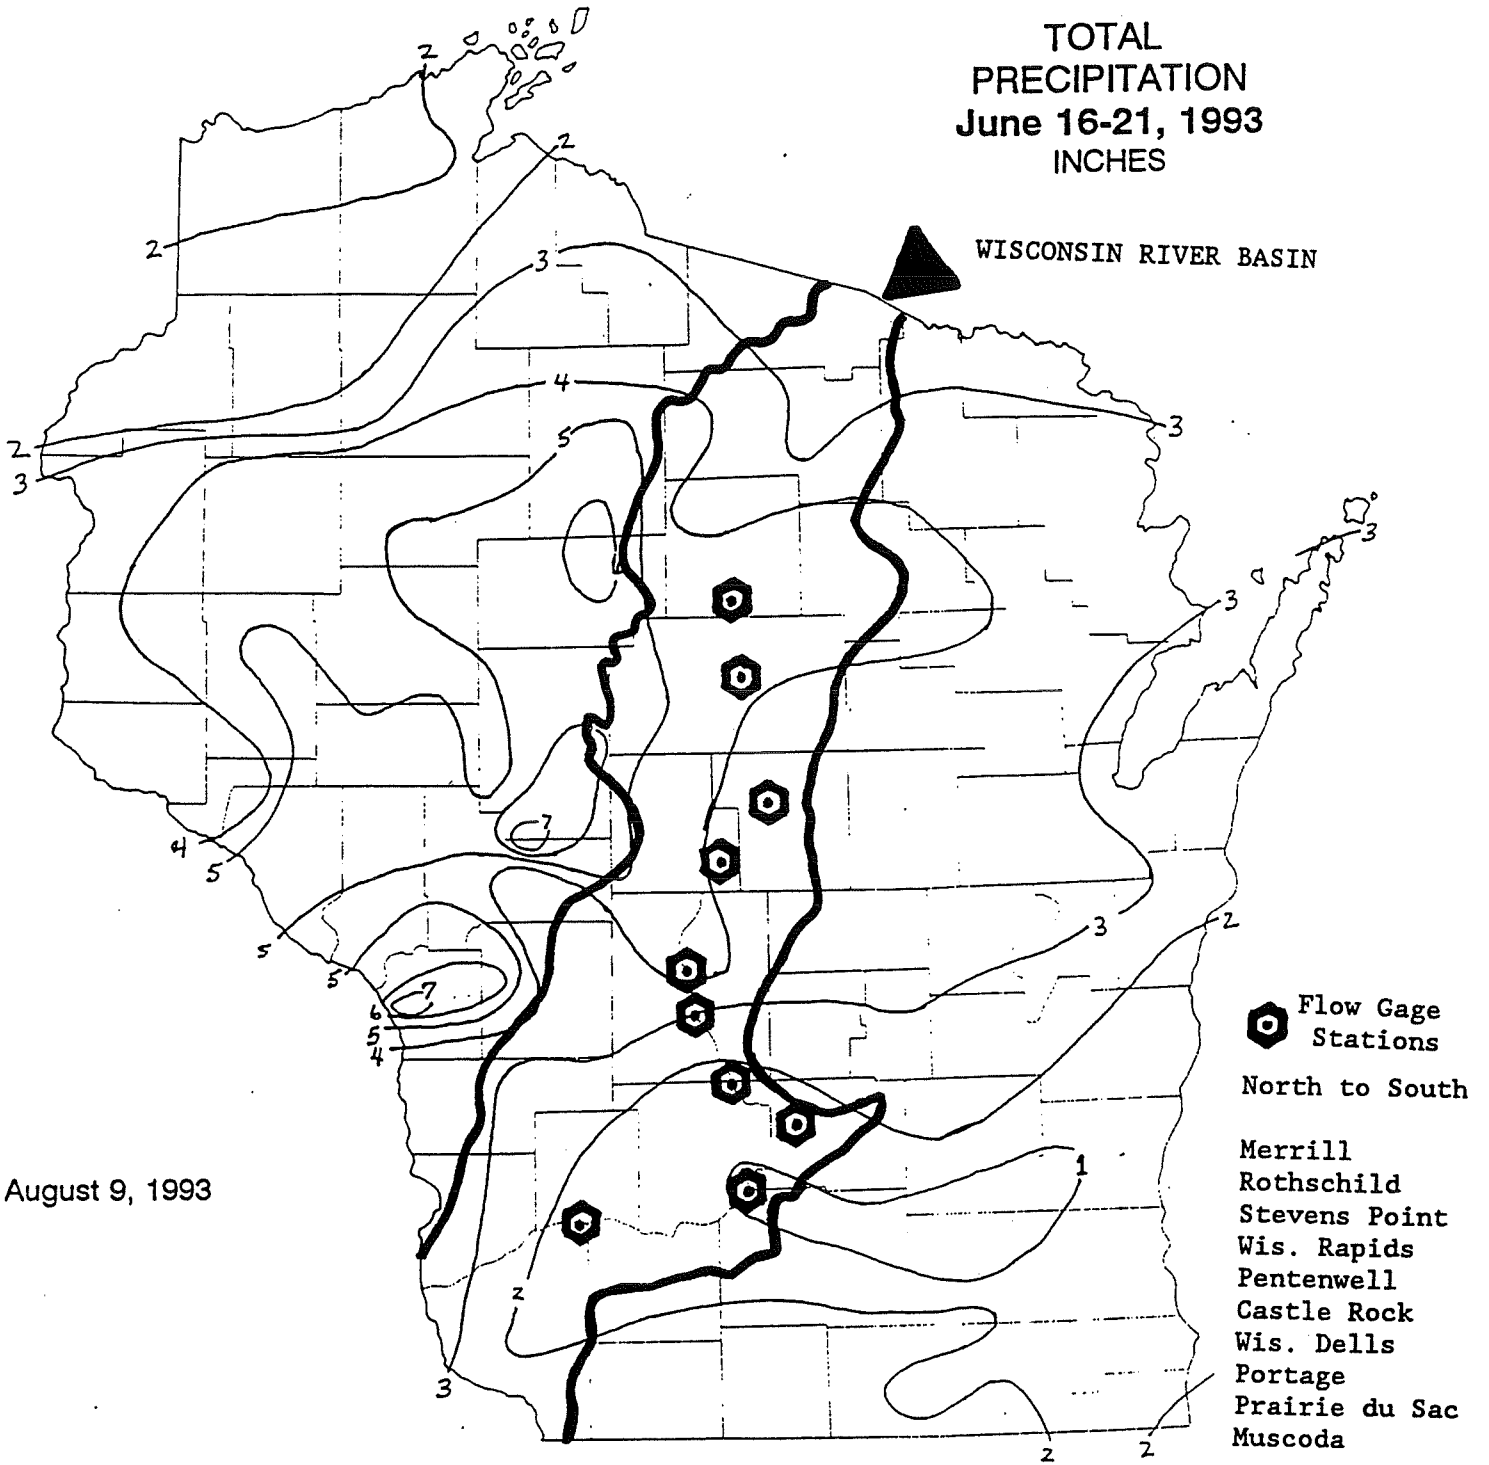 TOTAL
PRECIPITATION
June 16-21, 1993
INCHES
WISCONSIN RIVER BASIN
2
2
2
3
4
5
2
3
3
3
3
7
4
5
5
5
7
6
5
4
3
2
1
2
3
2
2
Flow Gage
Stations
North to South
Merrill
Rothschild
Stevens Point
Wis. Rapids
Pentenwell
Castle Rock
Wis. Dells
Portage
Prairie du Sac
Muscoda
August 9, 1993